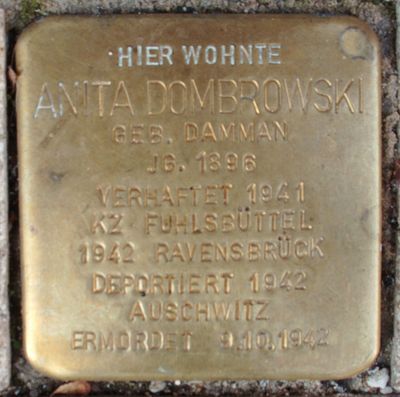 HIER WOHNTE
ANITA DOMBROWSKI
GEB. DAMMAN
JG. 1896
VERHAFTET 1941
KZ FUHLSBÜTTEL
1942 RAVENSBRÜCK
DEPORTIERT 1942
AUSCHWITZ
ERMORDET 9.10.1942